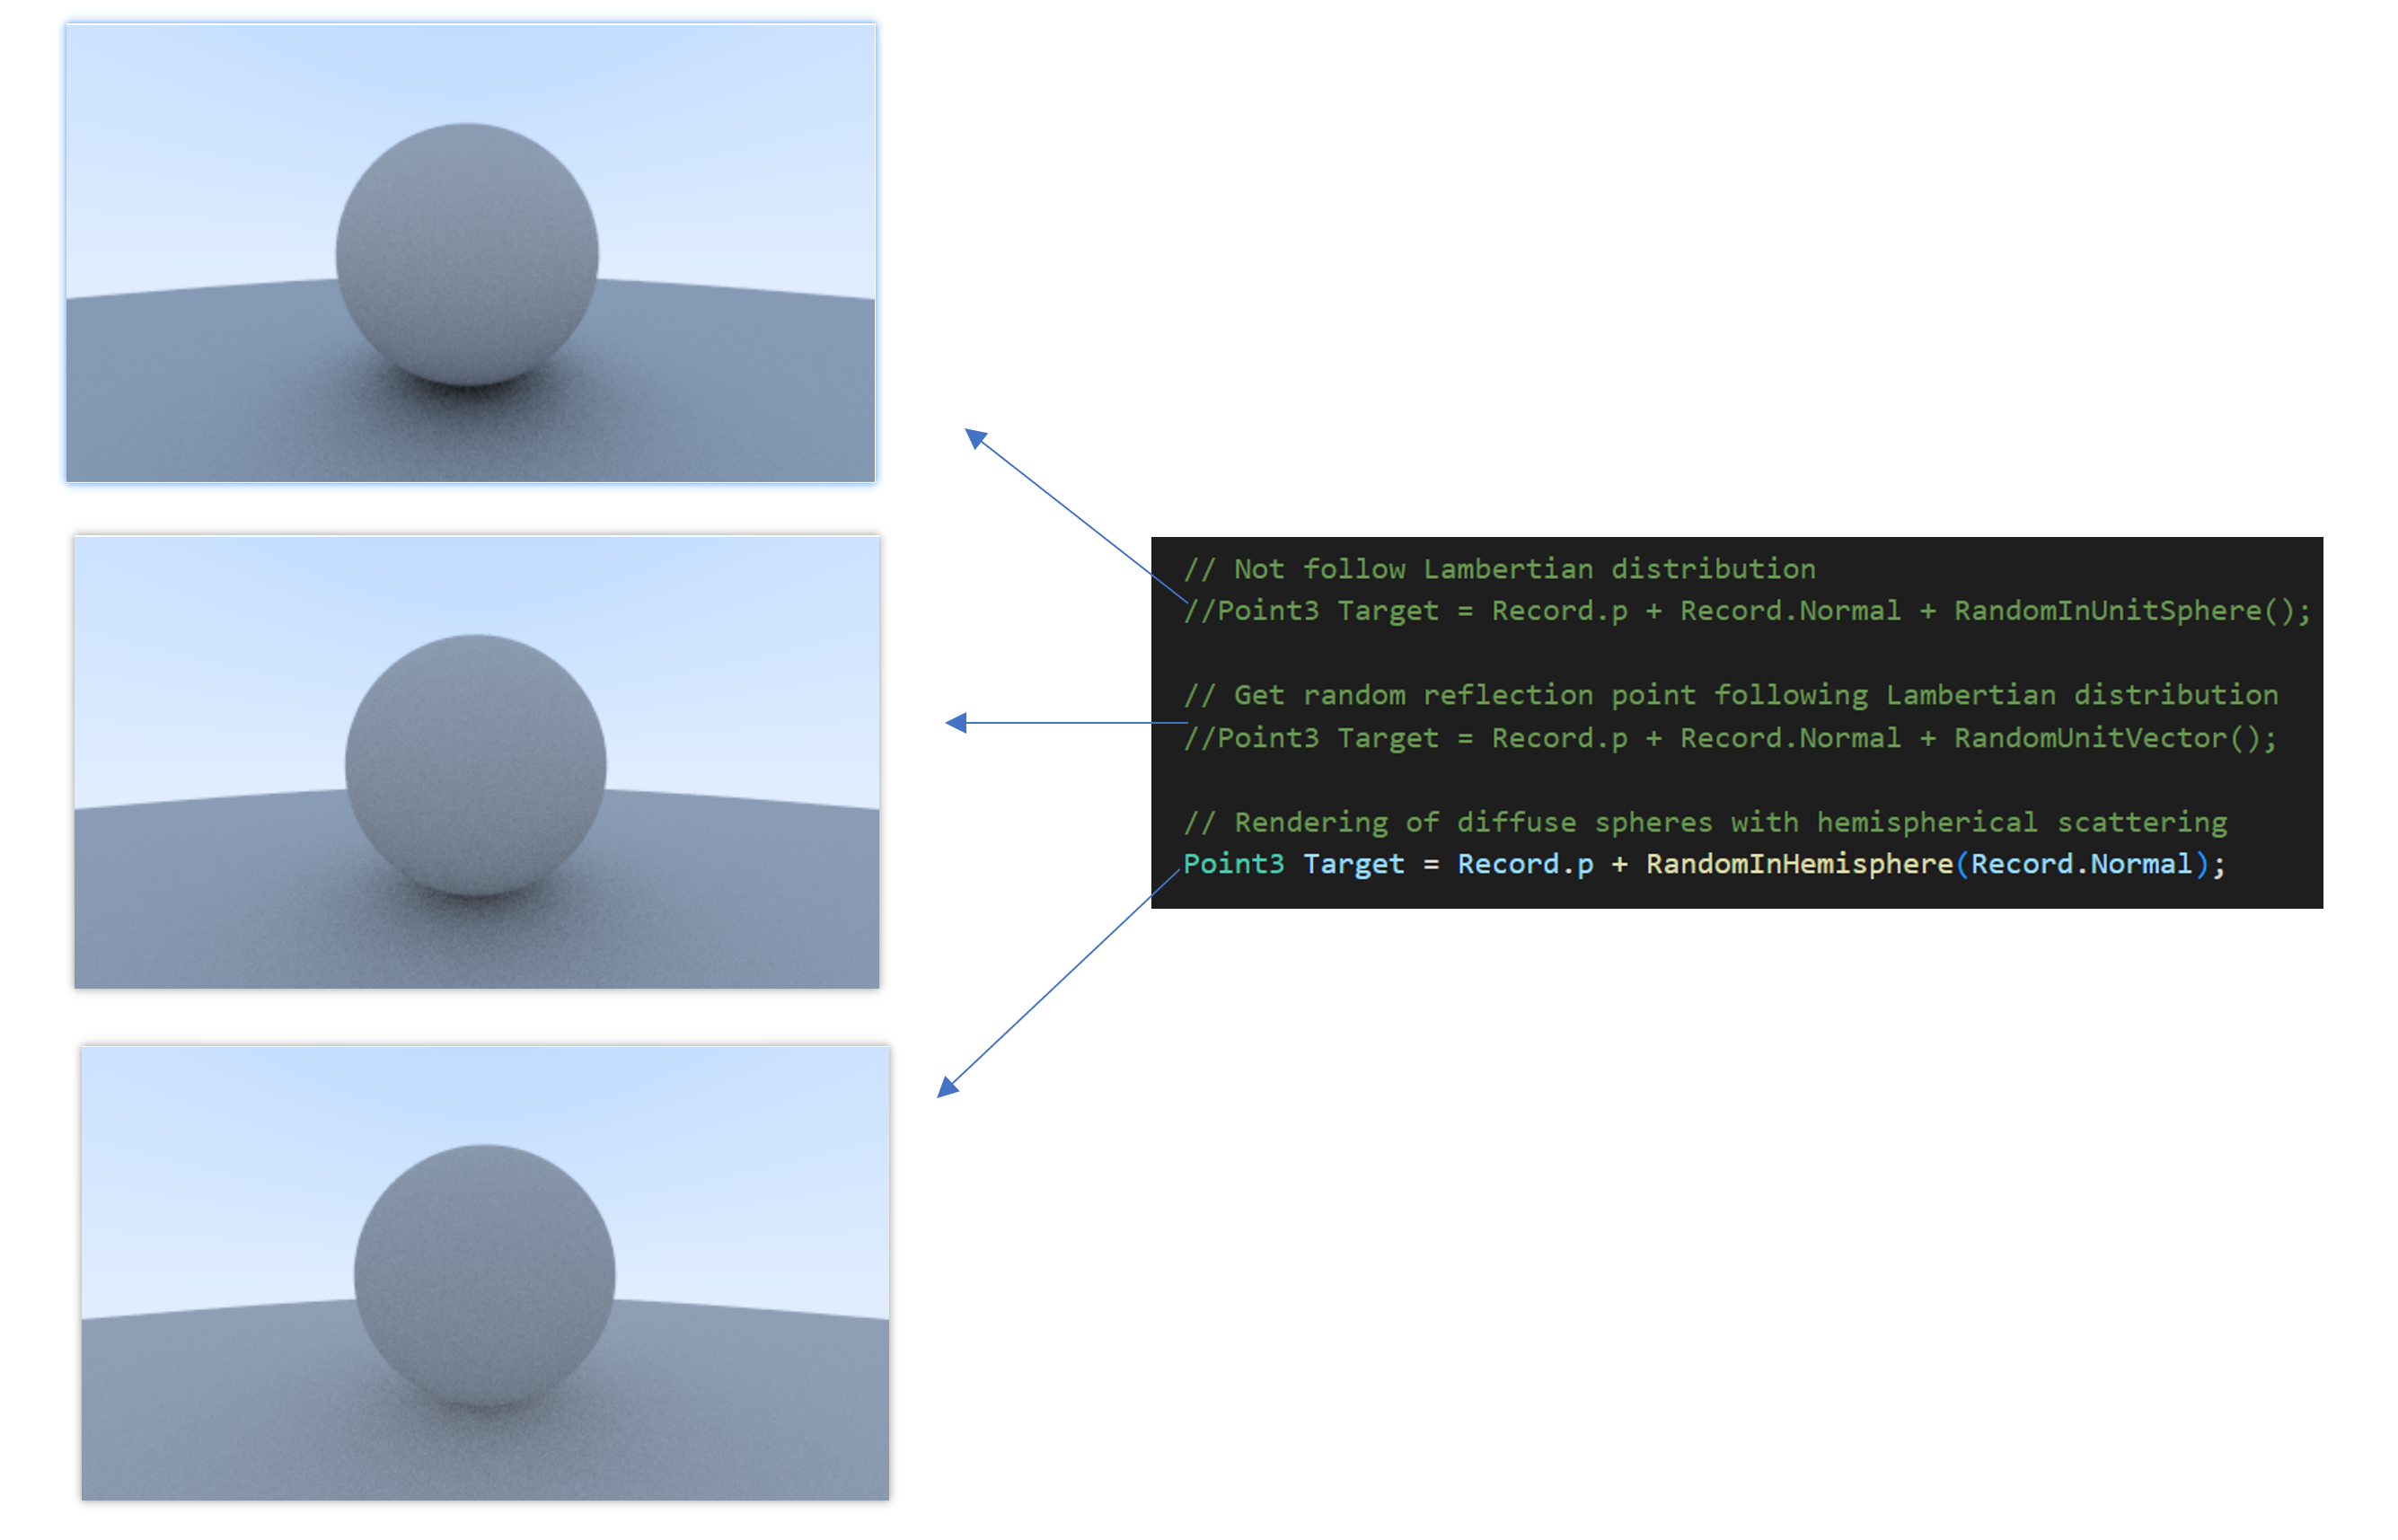 // Not follow Lambertian distribution
//Point3 Target = Record.p + Record.Normal + RandomInUnitSphere();
// Get random reflection point following Lambertian distribution
//Point3 Target = Record.p + Record.Normal + RandomUnitVector();
// Rendering of diffuse spheres with hemispherical scattering
Point3 Target = Record.p + RandomInHemisphere(Record.Normal);